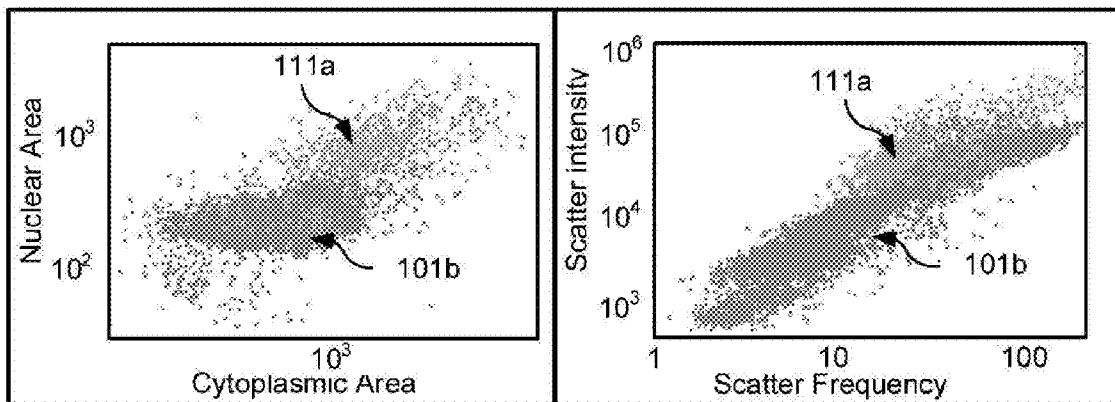 111a
Nuclear Area
10³
10²
101b
10³
Cytoplasmic Area
10⁶
111a
Scatter intensity
10⁵
10⁴
101b
10³
1
10
100
Scatter Frequency